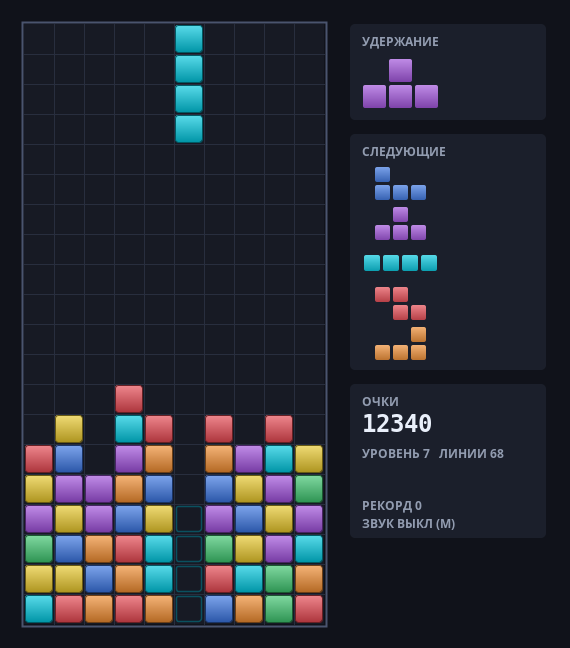 УДЕРЖАНИЕ
СЛЕДУЮЩИЕ
ОЧКИ
12340
УРОВЕНЬ 7 ЛИНИИ 68
РЕКОРД 0
ЗВУК ВЫКЛ (M)